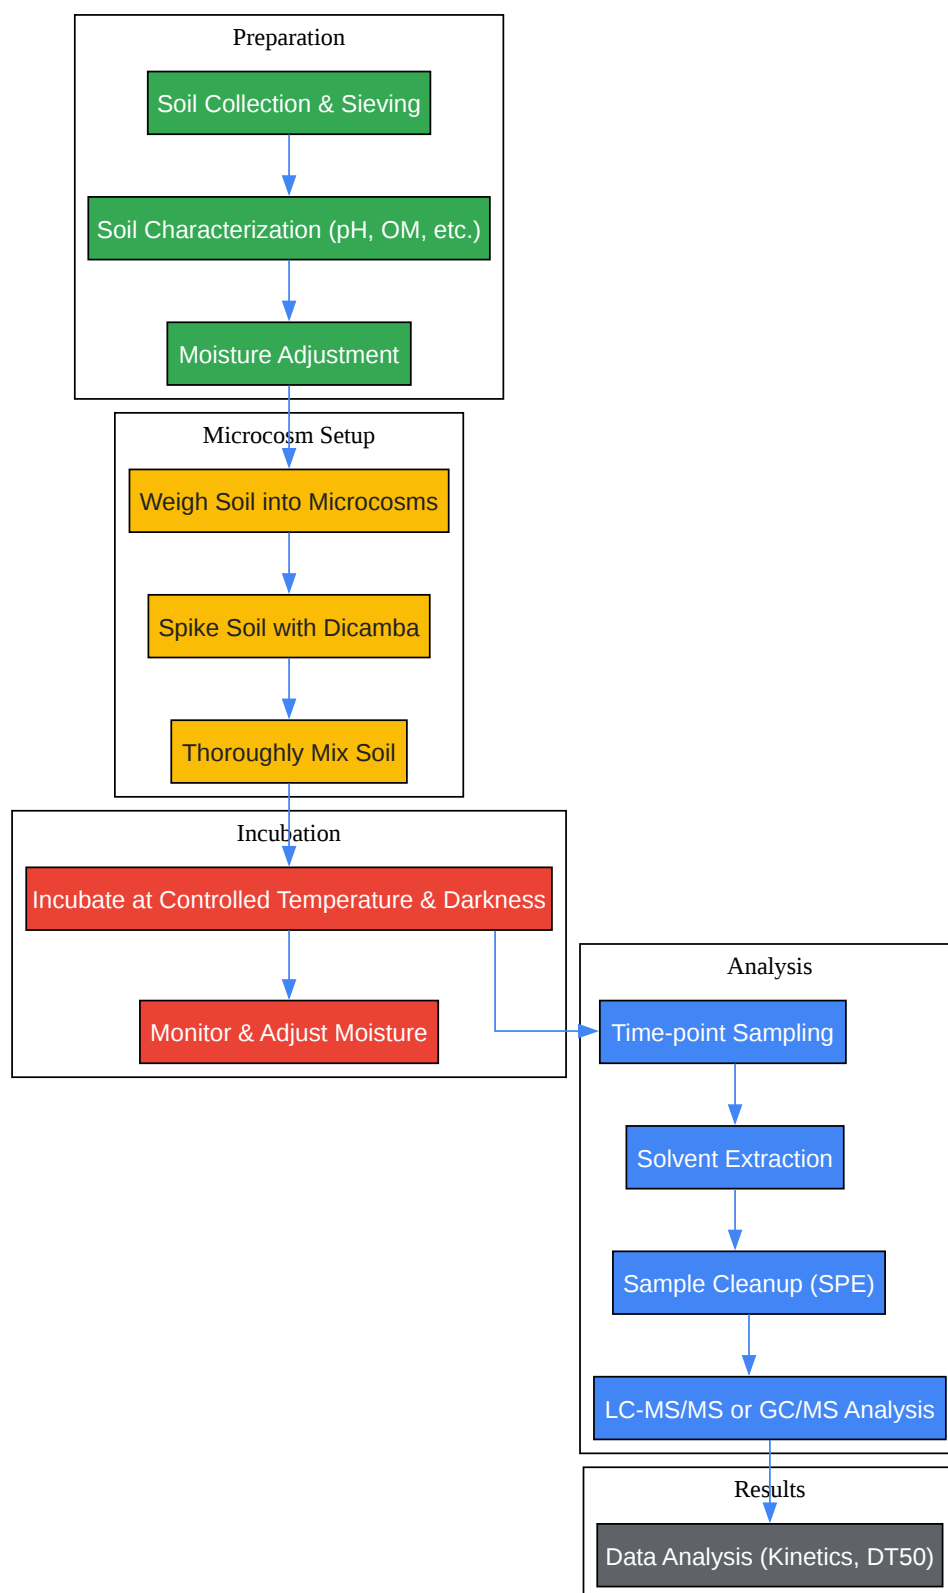 Preparation
Soil Collection & Sieving
Soil Characterization (pH, OM, etc.)
Moisture Adjustment
Microcosm Setup
Weigh Soil into Microcosms
Spike Soil with Dicamba
Thoroughly Mix Soil
Incubation
Incubate at Controlled Temperature & Darkness
Monitor & Adjust Moisture
Analysis
Time-point Sampling
Solvent Extraction
Sample Cleanup (SPE)
LC-MS/MS or GC/MS Analysis
Results
Data Analysis (Kinetics, DT50)